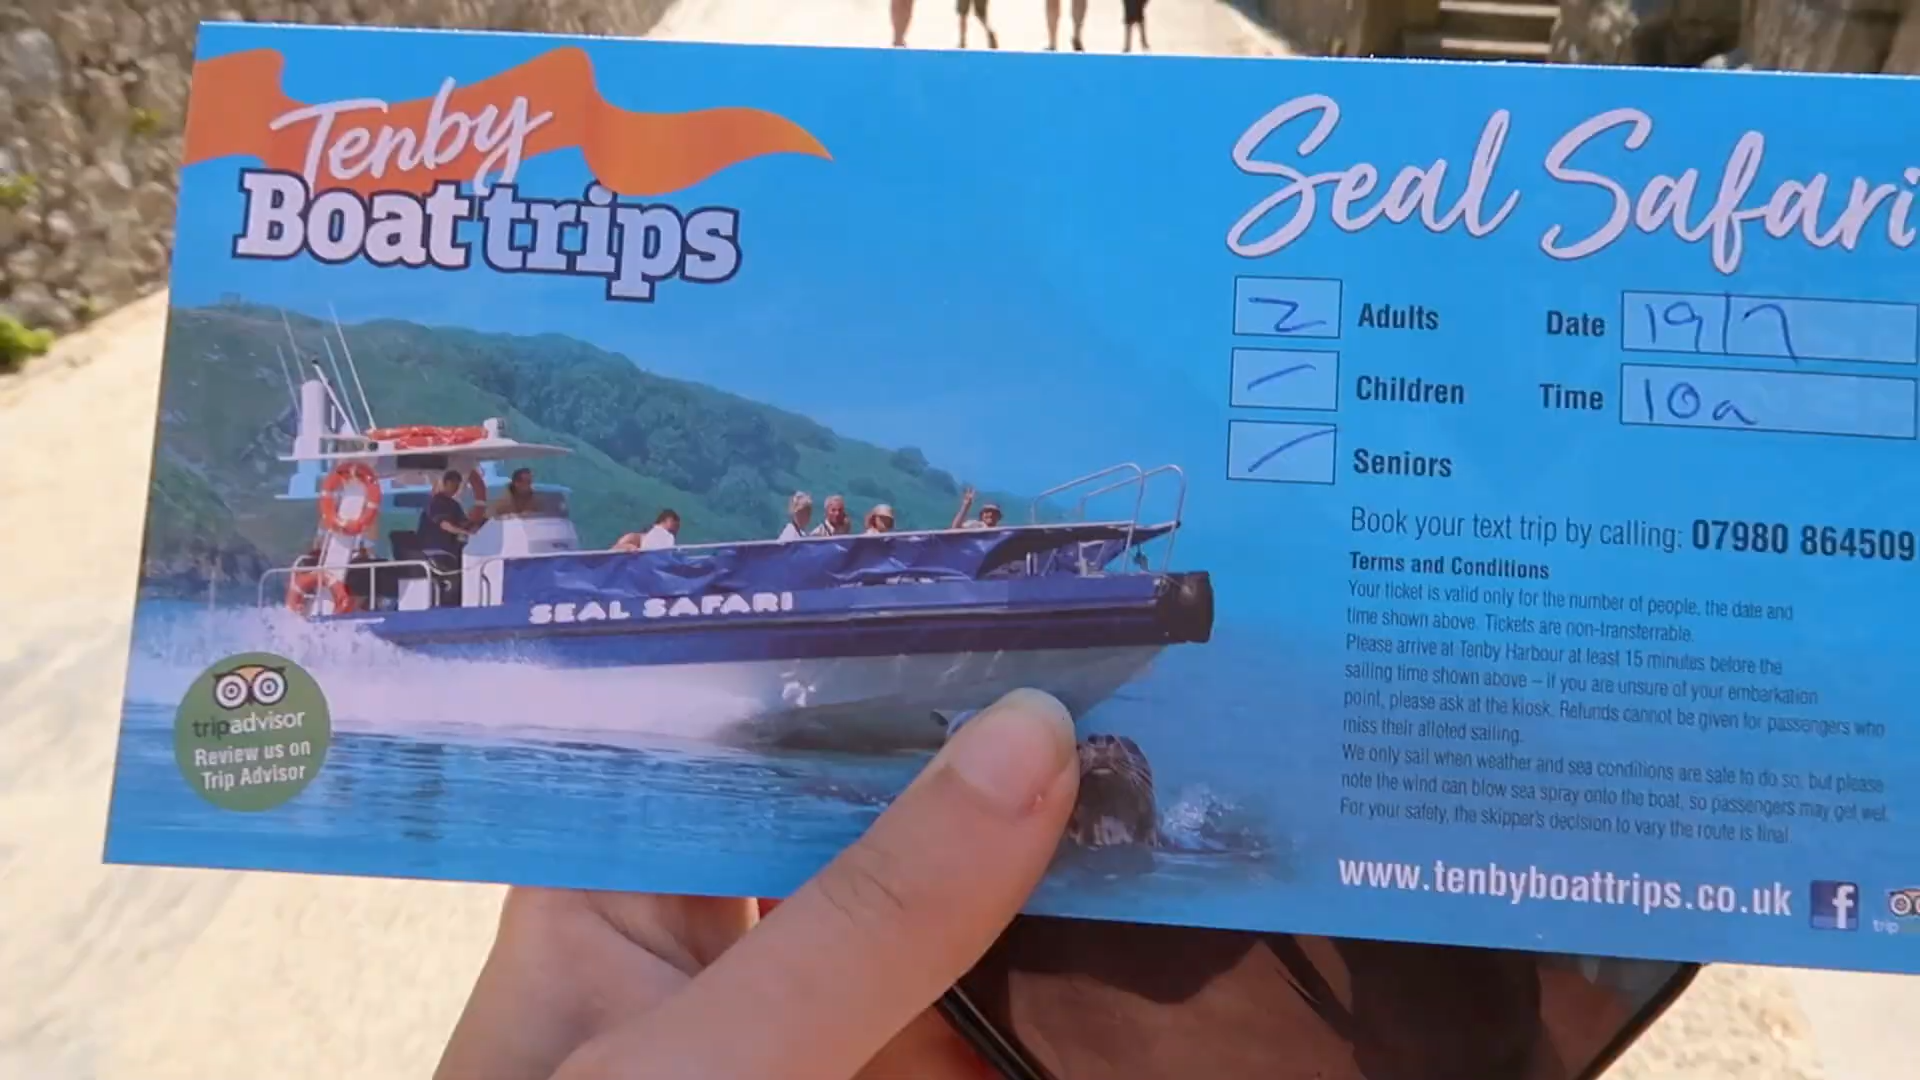 Tenby
Boat trips
Seal Safari
2 Adults Date 19/7
Children Time 10a
Seniors
Book your text trip by calling: 07980 864509
Terms and Conditions
Your ticket is valid only for the number of people, the date and
time shown above. Tickets are non-transferrable.
Please arrive at Tenby Harbour at least 15 minutes before the
sailing time shown above – if you are unsure of your embarkation
point, please ask at the kiosk. Refunds cannot be given for passengers who
miss their alloted sailing.
We only sail when weather and sea conditions are safe to do so, but please
note the wind can blow sea spray onto the boat, so passengers may get wet.
For your safety, the skipper's decision to vary the route is final.
www.tenbyboattrips.co.uk f
trip
SEAL SAFARI
tripadvisor
Review us on
Trip Advisor